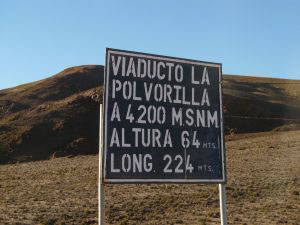 VIADUCTO LA
POLVORILLA
A 4200 MSNM
ALTURA 64 MTS.
LONG. 224 MTS.